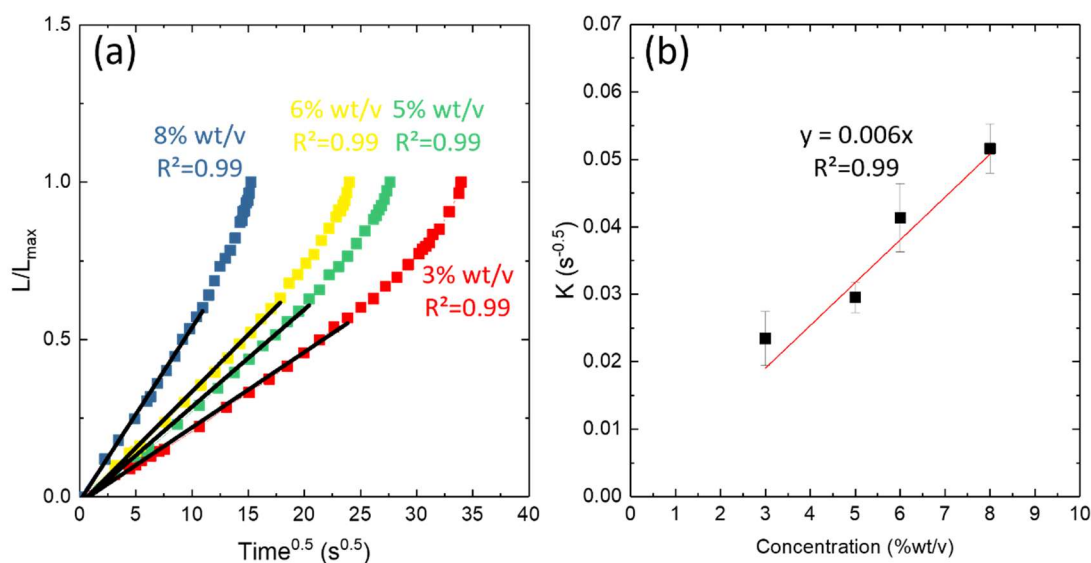 (a)
1.5
1.0
0.5
0.0
L/Lmax
8% wt/v
R²=0.99
6% wt/v
R²=0.99
5% wt/v
R²=0.99
3% wt/v
R²=0.99
0 5 10 15 20 25 30 35 40
Time^0.5 (s^0.5)
(b)
0.07
0.06
0.05
0.04
0.03
0.02
0.01
0.00
K (s^-0.5)
y = 0.006x
R²=0.99
0 1 2 3 4 5 6 7 8 9 10
Concentration (%wt/v)